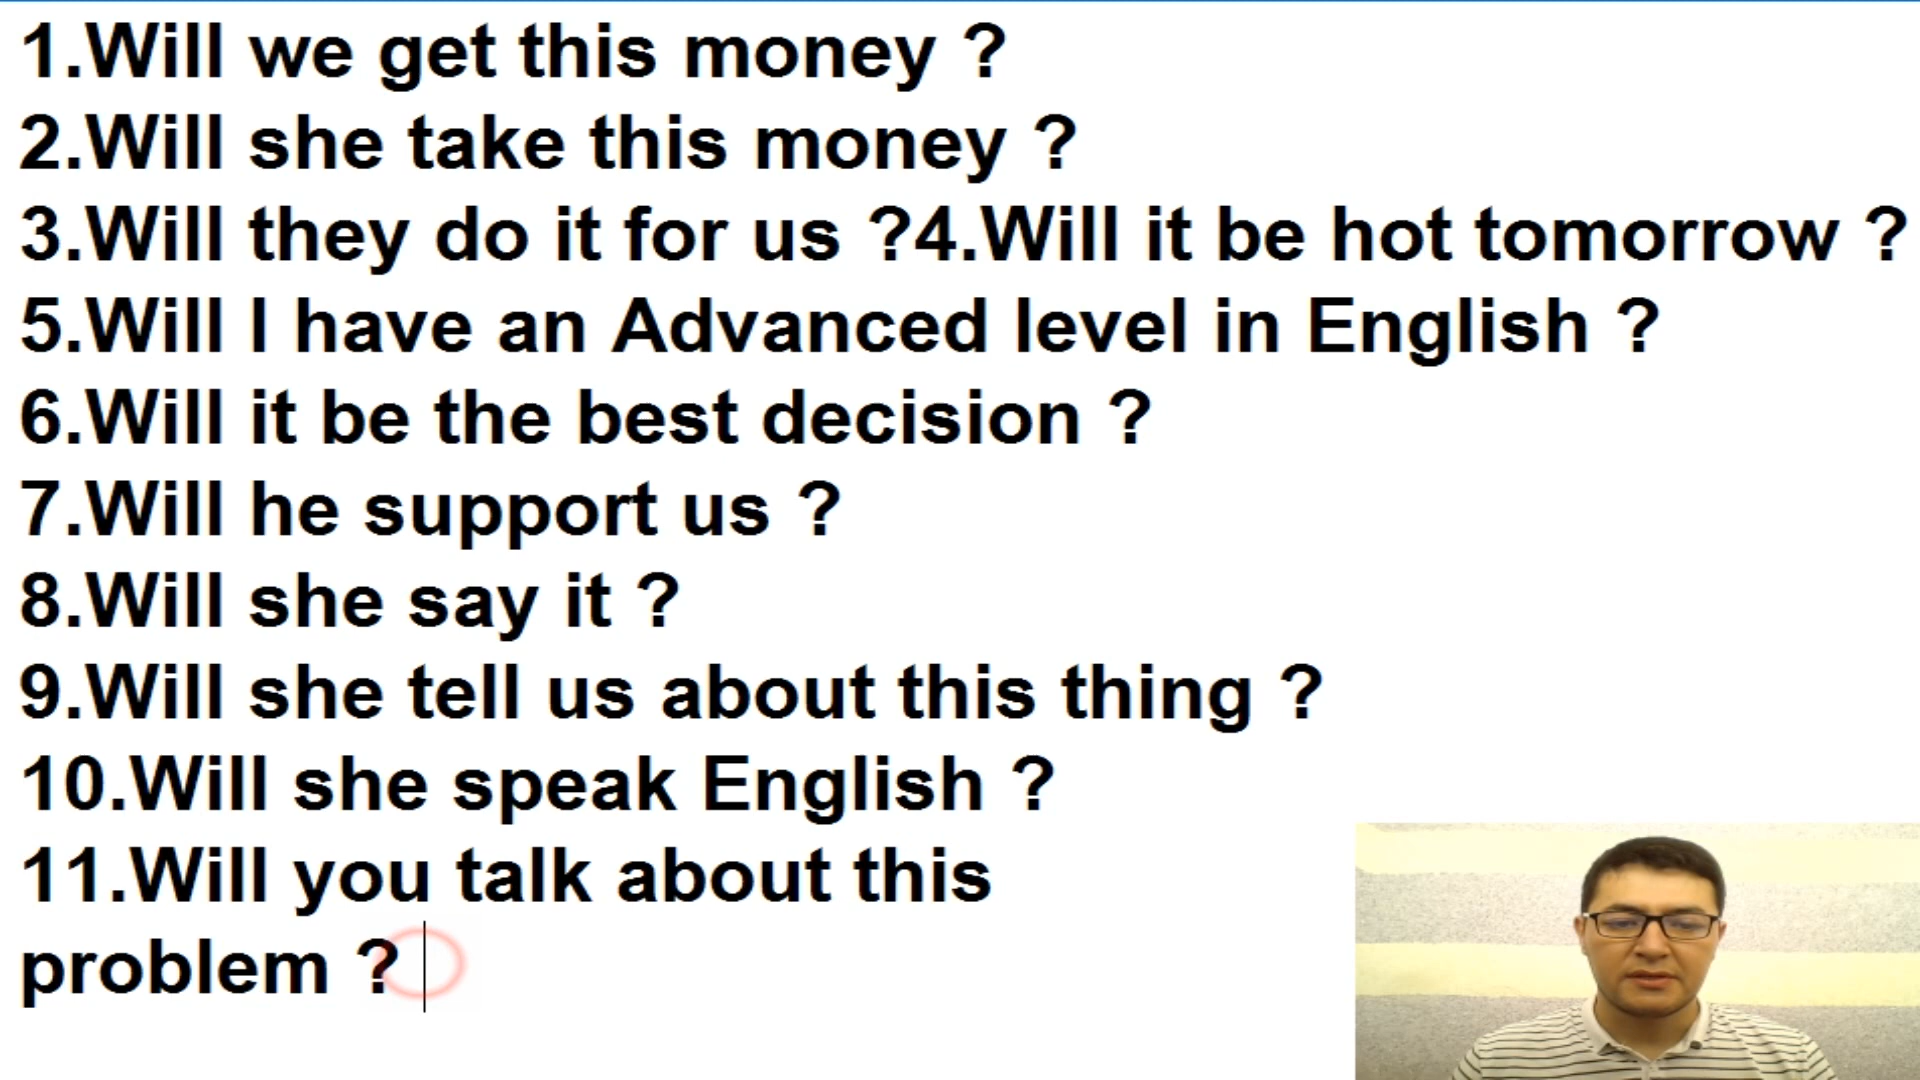 1.Will we get this money ?
2.Will she take this money ?
3.Will they do it for us ?4.Will it be hot tomorrow ?
5.Will I have an Advanced level in English ?
6.Will it be the best decision ?
7.Will he support us ?
8.Will she say it ?
9.Will she tell us about this thing ?
10.Will she speak English ?
11.Will you talk about this
problem ?